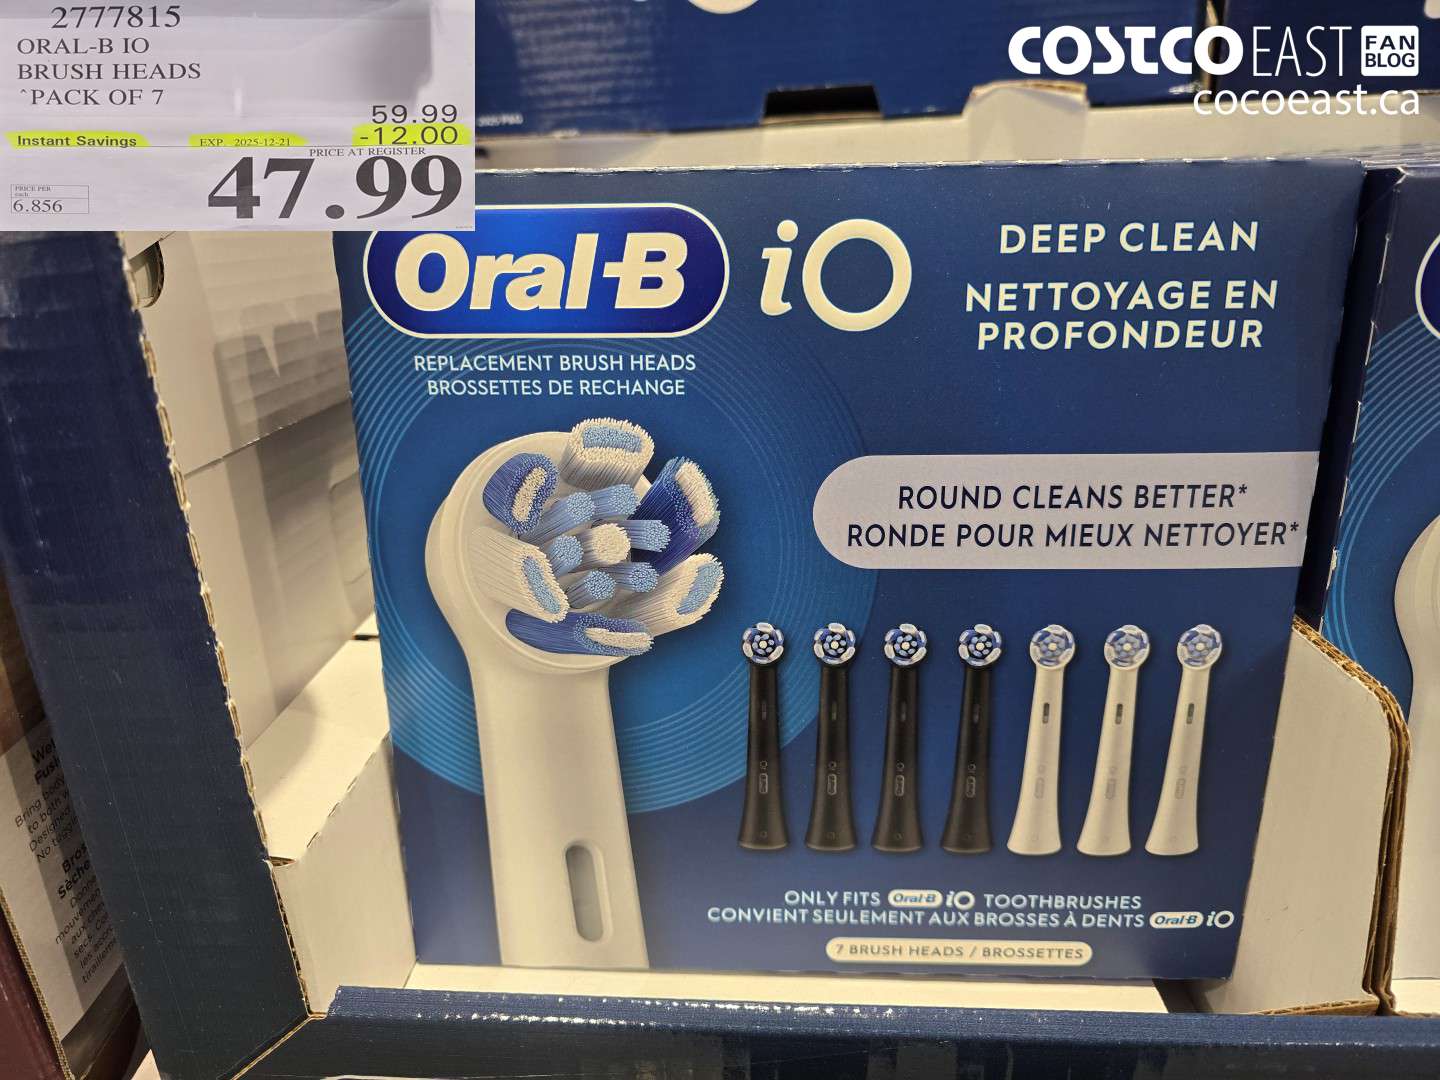 2777815
ORAL-B IO
BRUSH HEADS
^PACK OF 7
59.99
Instant Savings EXP. 2025-12-21 -12.00
PRICE AT REGISTER
47.99
PRICE PER
each
6.856
COSTCO EAST FAN BLOG
cocoeast.ca
Oral-B iO
DEEP CLEAN
NETTOYAGE EN
PROFONDEUR
REPLACEMENT BRUSH HEADS
BROSSETTES DE RECHANGE
ROUND CLEANS BETTER*
RONDE POUR MIEUX NETTOYER*
ONLY FITS Oral-B iO TOOTHBRUSHES
CONVIENT SEULEMENT AUX BROSSES À DENTS Oral-B iO
7 BRUSH HEADS / BROSSETTES